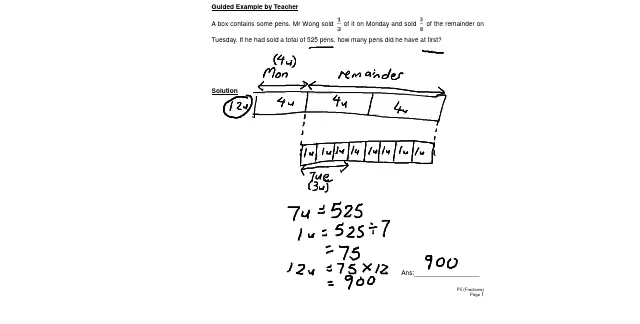 Guided Example by Teacher
A box contains some pens. Mr Wong sold 1/3 of it on Monday and sold 3/8 of the remainder on
Tuesday. If he had sold a total of 525 pens, how many pens did he have at first?
(4u)
Mon remainder
Solution
12u 4u 4u 4u
1u 1u 1u 1u 1u 1u 1u 1u
Tue
(3u)
7u = 525
1u = 525 ÷ 7
= 75
12u = 75 × 12
= 900
Ans: 900
P5 (Fractions)
Page 1